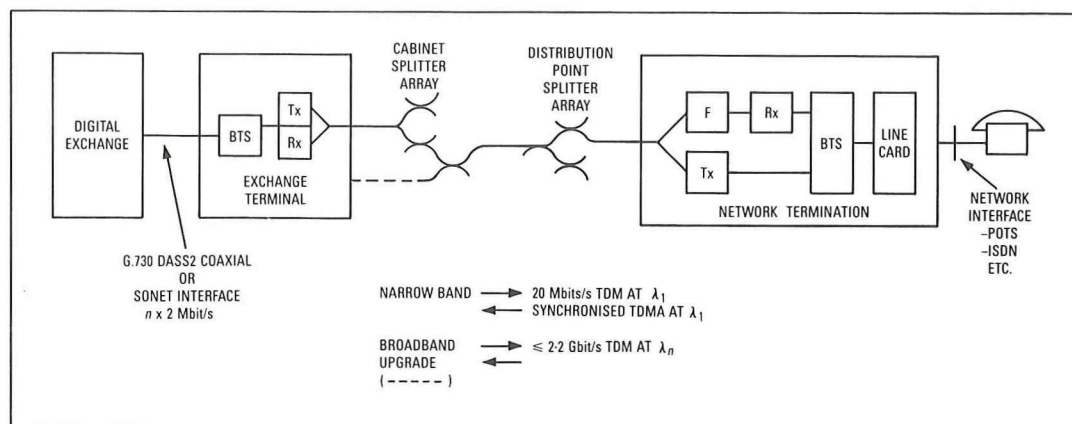 DIGITAL
EXCHANGE
G.730 DASS2 COAXIAL
OR
SONET INTERFACE
n x 2 Mbit/s
BTS
Tx
Rx
EXCHANGE
TERMINAL
CABINET
SPLITTER
ARRAY
DISTRIBUTION
POINT
SPLITTER
ARRAY
F
Rx
Tx
BTS
LINE
CARD
NETWORK TERMINATION
NETWORK
INTERFACE
–POTS
–ISDN
ETC.
NARROW BAND 20 Mbits/s TDM AT λ1
SYNCHRONISED TDMA AT λ1
BROADBAND ≤ 2·2 Gbit/s TDM AT λn
UPGRADE
(-----)